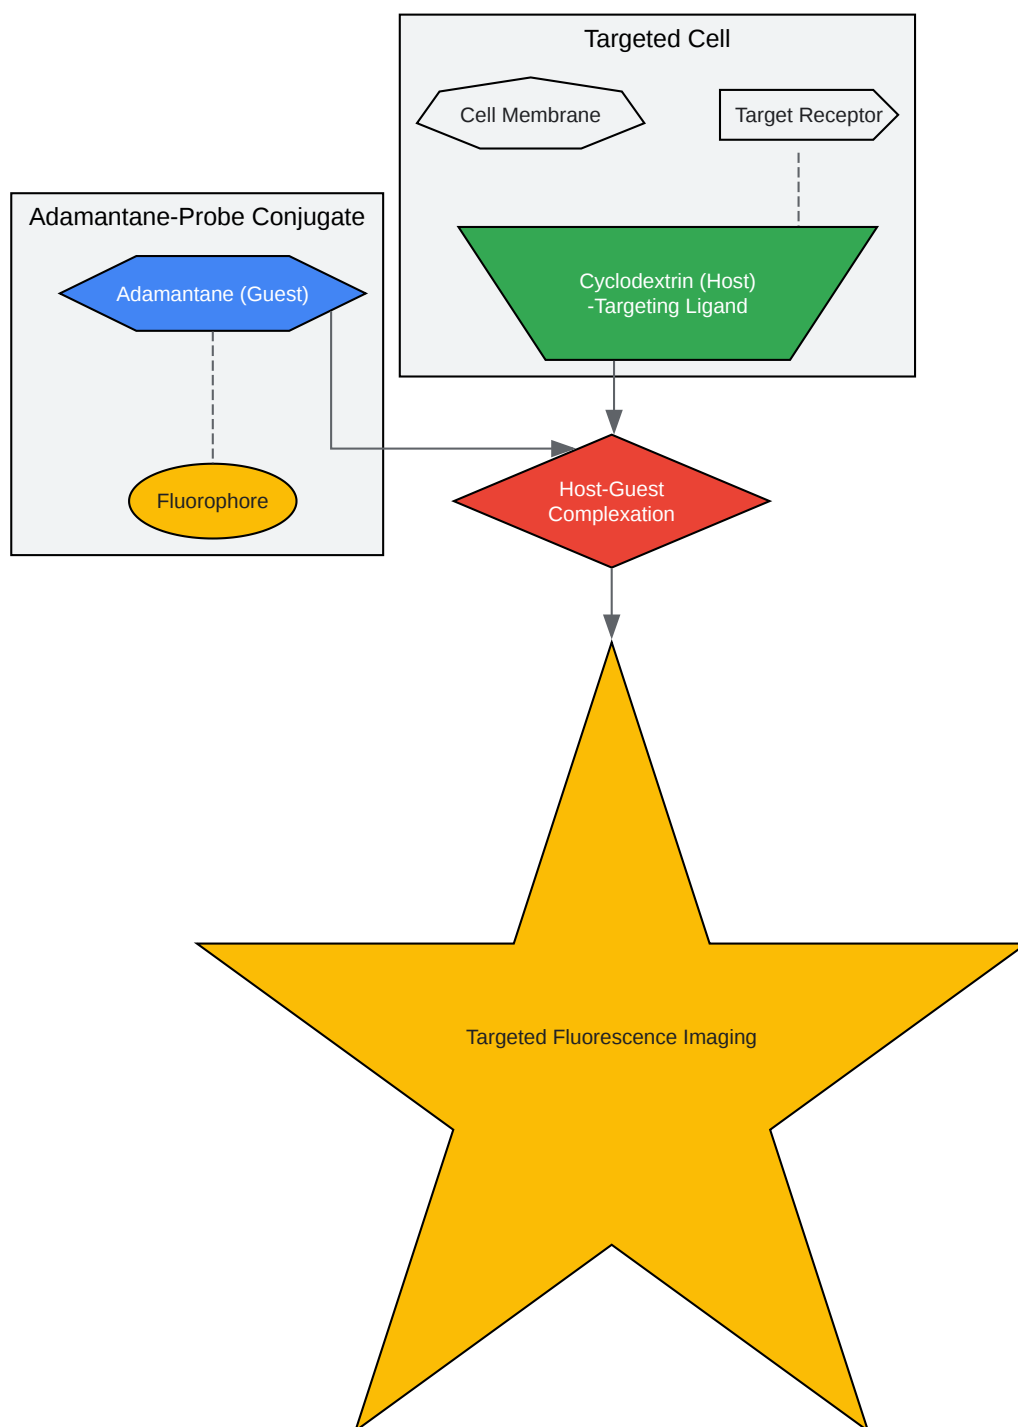 Targeted Cell
Cell Membrane
Target Receptor
Adamantane-Probe Conjugate
Adamantane (Guest)
Cyclodextrin (Host)
-Targeting Ligand
Fluorophore
Host-Guest
Complexation
Targeted Fluorescence Imaging